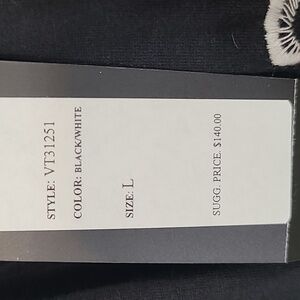 STYLE: VT31251
COLOR: BLACK/WHITE
SIZE: L
SUGG. PRICE. $140.00